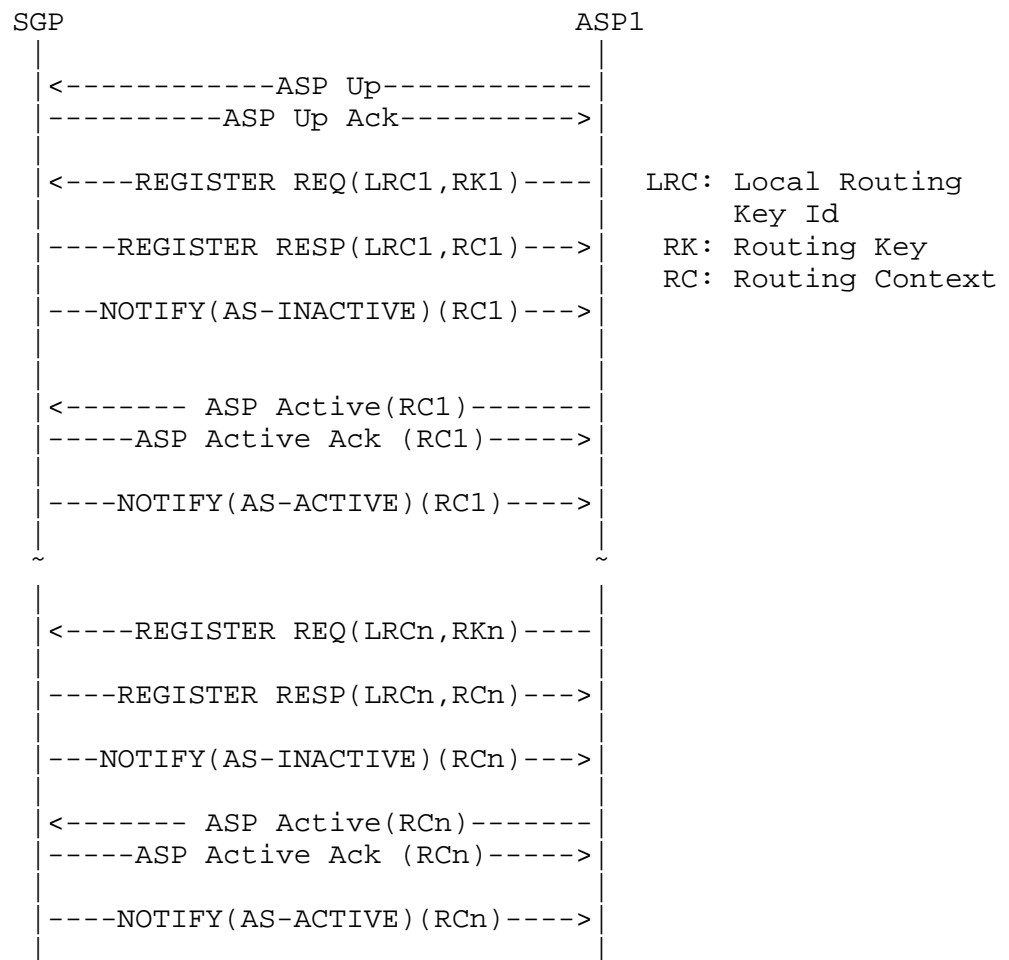 SGP ASP1
| |
|<------------ASP Up------------|
|----------ASP Up Ack---------->|
| |
|<----REGISTER REQ(LRC1,RK1)----| LRC: Local Routing
| | Key Id
|----REGISTER RESP(LRC1,RC1)--->| RK: Routing Key
| | RC: Routing Context
|---NOTIFY(AS-INACTIVE)(RC1)--->|
| |
| |
|<------- ASP Active(RC1)-------|
|-----ASP Active Ack (RC1)----->|
| |
|----NOTIFY(AS-ACTIVE)(RC1)---->|
| |
~ ~
| |
|<----REGISTER REQ(LRCn,RKn)----|
| |
|----REGISTER RESP(LRCn,RCn)--->|
| |
|---NOTIFY(AS-INACTIVE)(RCn)--->|
| |
|<------- ASP Active(RCn)-------|
|-----ASP Active Ack (RCn)----->|
| |
|----NOTIFY(AS-ACTIVE)(RCn)---->|
| |